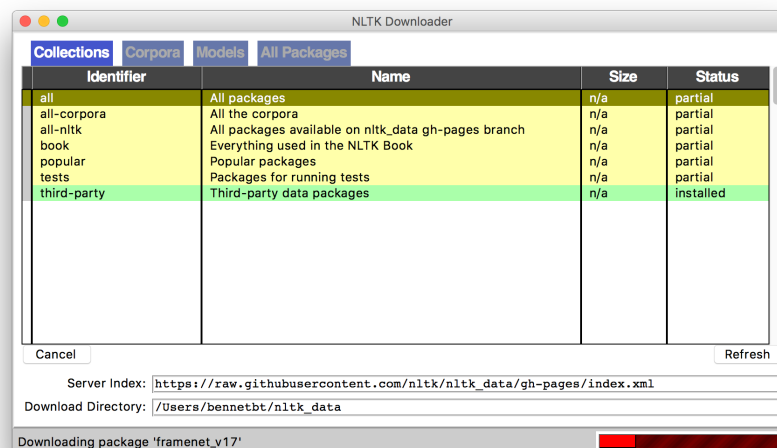 NLTK Downloader
Collections Corpora Models All Packages
Identifier Name Size Status
all All packages n/a partial
all-corpora All the corpora n/a partial
all-nltk All packages available on nltk_data gh-pages branch n/a partial
book Everything used in the NLTK Book n/a partial
popular Popular packages n/a partial
tests Packages for running tests n/a partial
third-party Third-party data packages n/a installed
Cancel Refresh
Server Index: https://raw.githubusercontent.com/nltk/nltk_data/gh-pages/index.xml
Download Directory: /Users/bennetbt/nltk_data
Downloading package 'framenet_v17'